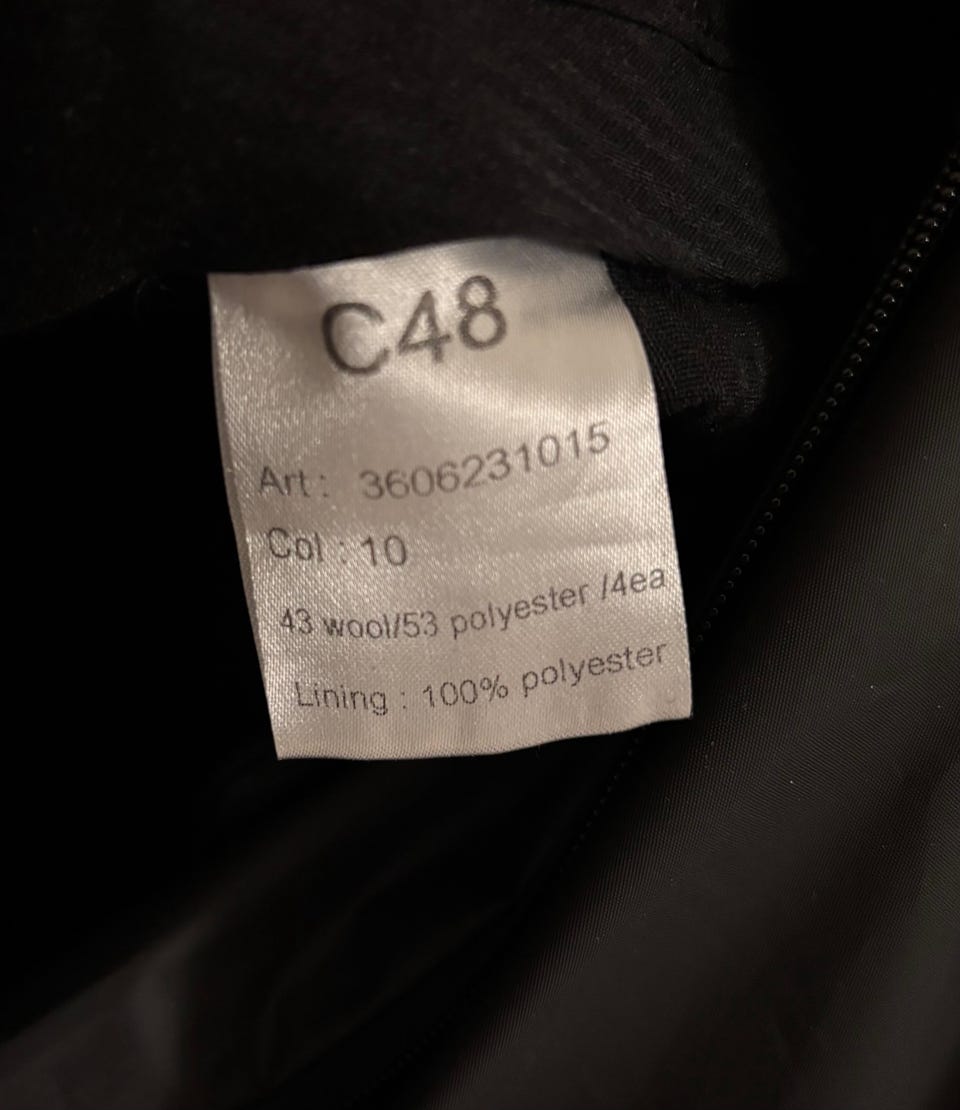 C48
Art: 3606231015
Col : 10
43 wool/53 polyester /4ea
Lining : 100% polyester